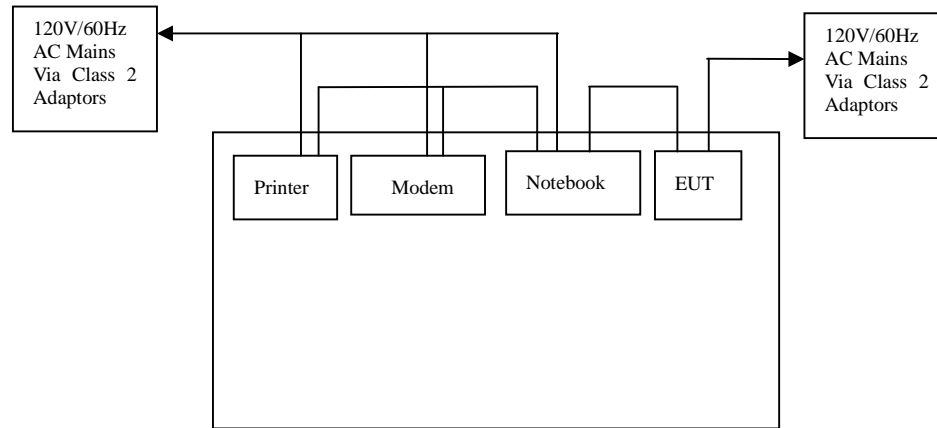 120V/60Hz
AC Mains
Via Class 2
Adaptors
120V/60Hz
AC Mains
Via Class 2
Adaptors
Printer
Modem
Notebook
EUT